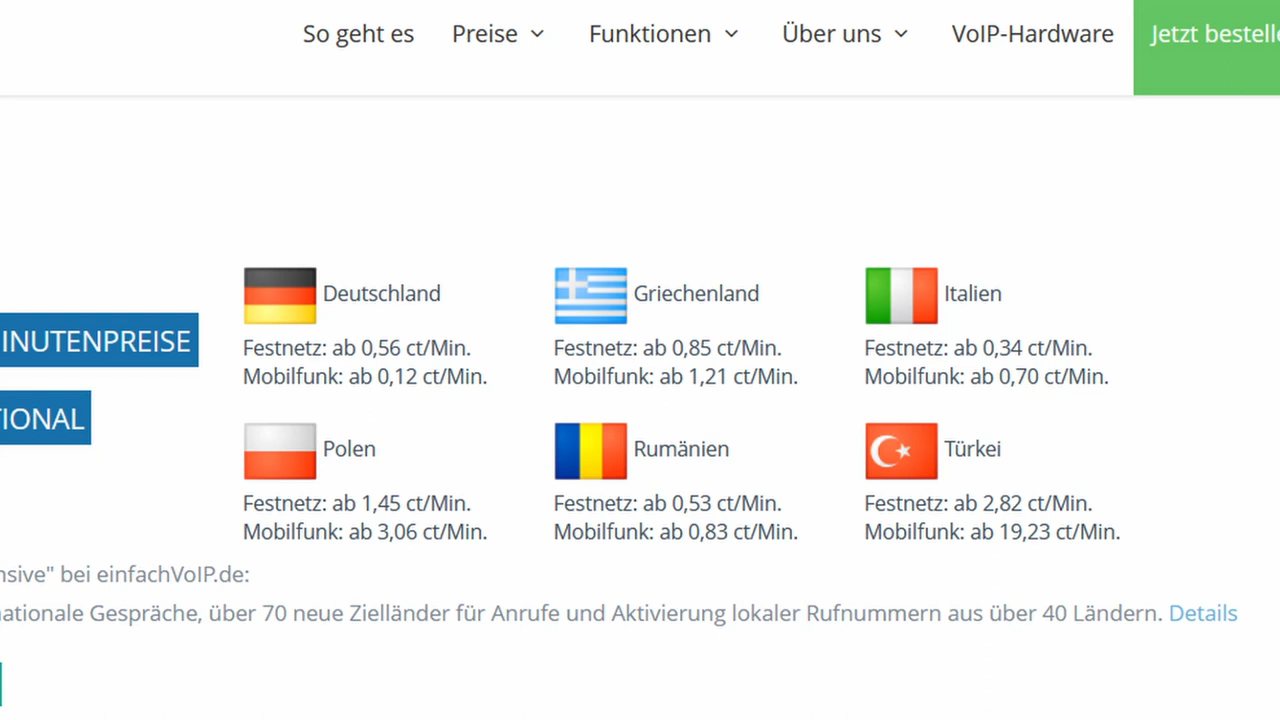 So geht es Preise Funktionen Über uns VoIP-Hardware Jetzt bestelle
INUTENPREISE
TIONAL
Deutschland
Festnetz: ab 0,56 ct/Min.
Mobilfunk: ab 0,12 ct/Min.
Griechenland
Festnetz: ab 0,85 ct/Min.
Mobilfunk: ab 1,21 ct/Min.
Italien
Festnetz: ab 0,34 ct/Min.
Mobilfunk: ab 0,70 ct/Min.
Polen
Festnetz: ab 1,45 ct/Min.
Mobilfunk: ab 3,06 ct/Min.
Rumänien
Festnetz: ab 0,53 ct/Min.
Mobilfunk: ab 0,83 ct/Min.
Türkei
Festnetz: ab 2,82 ct/Min.
Mobilfunk: ab 19,23 ct/Min.
nsive" bei einfachVoIP.de:
nationale Gespräche, über 70 neue Zielländer für Anrufe und Aktivierung lokaler Rufnummern aus über 40 Ländern. Details